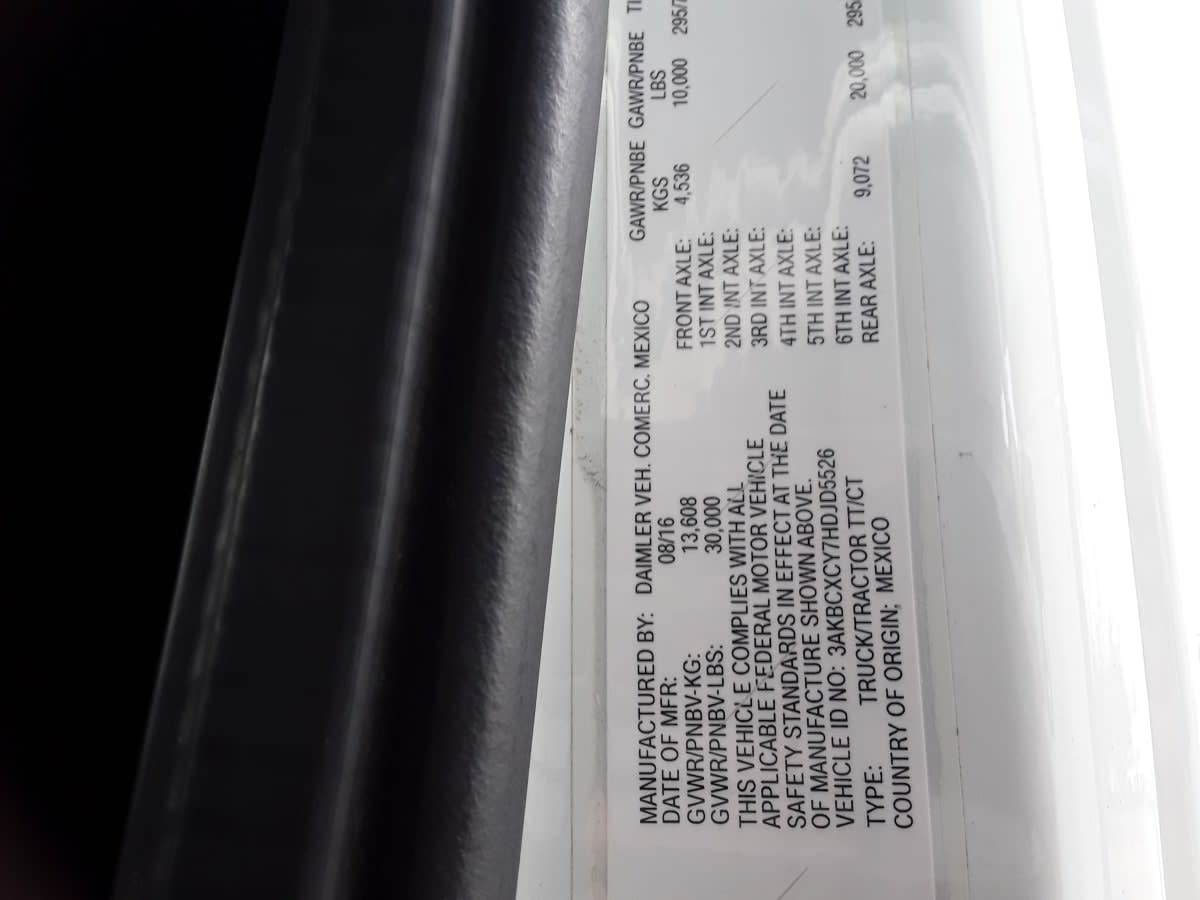 MANUFACTURED BY: DAIMLER VEH. COMERC. MEXICO
DATE OF MFR: 08/16
GVWR/PNBV-KG: 13,608
GVWR/PNBV-LBS: 30,000
THIS VEHICLE COMPLIES WITH ALL
APPLICABLE FEDERAL MOTOR VEHICLE
SAFETY STANDARDS IN EFFECT AT THE DATE
OF MANUFACTURE SHOWN ABOVE.
VEHICLE ID NO: 3AKBCXCY7HDJD5526
TYPE: TRUCK/TRACTOR TT/CT
COUNTRY OF ORIGIN; MEXICO
GAWR/PNBE GAWR/PNBE
KGS LBS
FRONT AXLE: 4,536 10,000
1ST INT AXLE:
2ND INT AXLE:
3RD INT AXLE:
4TH INT AXLE:
5TH INT AXLE:
6TH INT AXLE:
REAR AXLE: 9,072 20,000